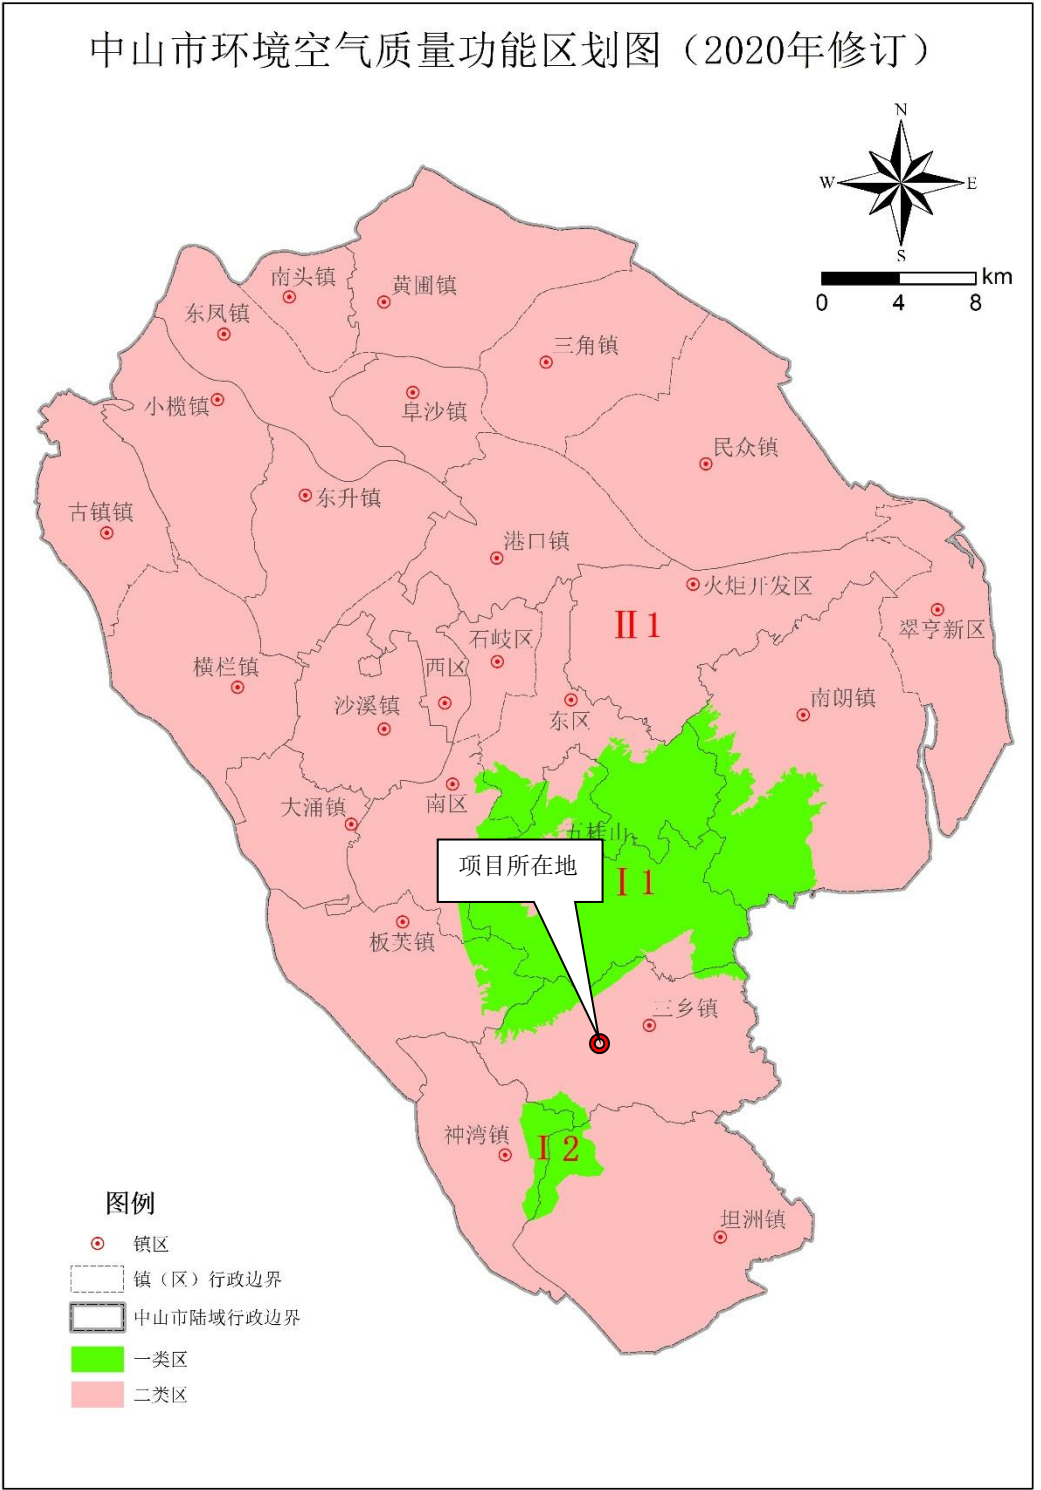 中山市环境空气质量功能区划图（2020年修订）
N
W
E
S
km
0 4 8
南头镇
黄圃镇
东凤镇
三角镇
小榄镇
阜沙镇
民众镇
古镇镇
东升镇
港口镇
火炬开发区
翠亨新区
Ⅱ1
石岐区
西区
横栏镇
沙溪镇
东区
南朗镇
南区
大涌镇
五桂山
项目所在地
Ⅰ1
板芙镇
三乡镇
神湾镇
Ⅰ2
坦洲镇
图例
镇区
镇（区）行政边界
中山市陆域行政边界
一类区
二类区